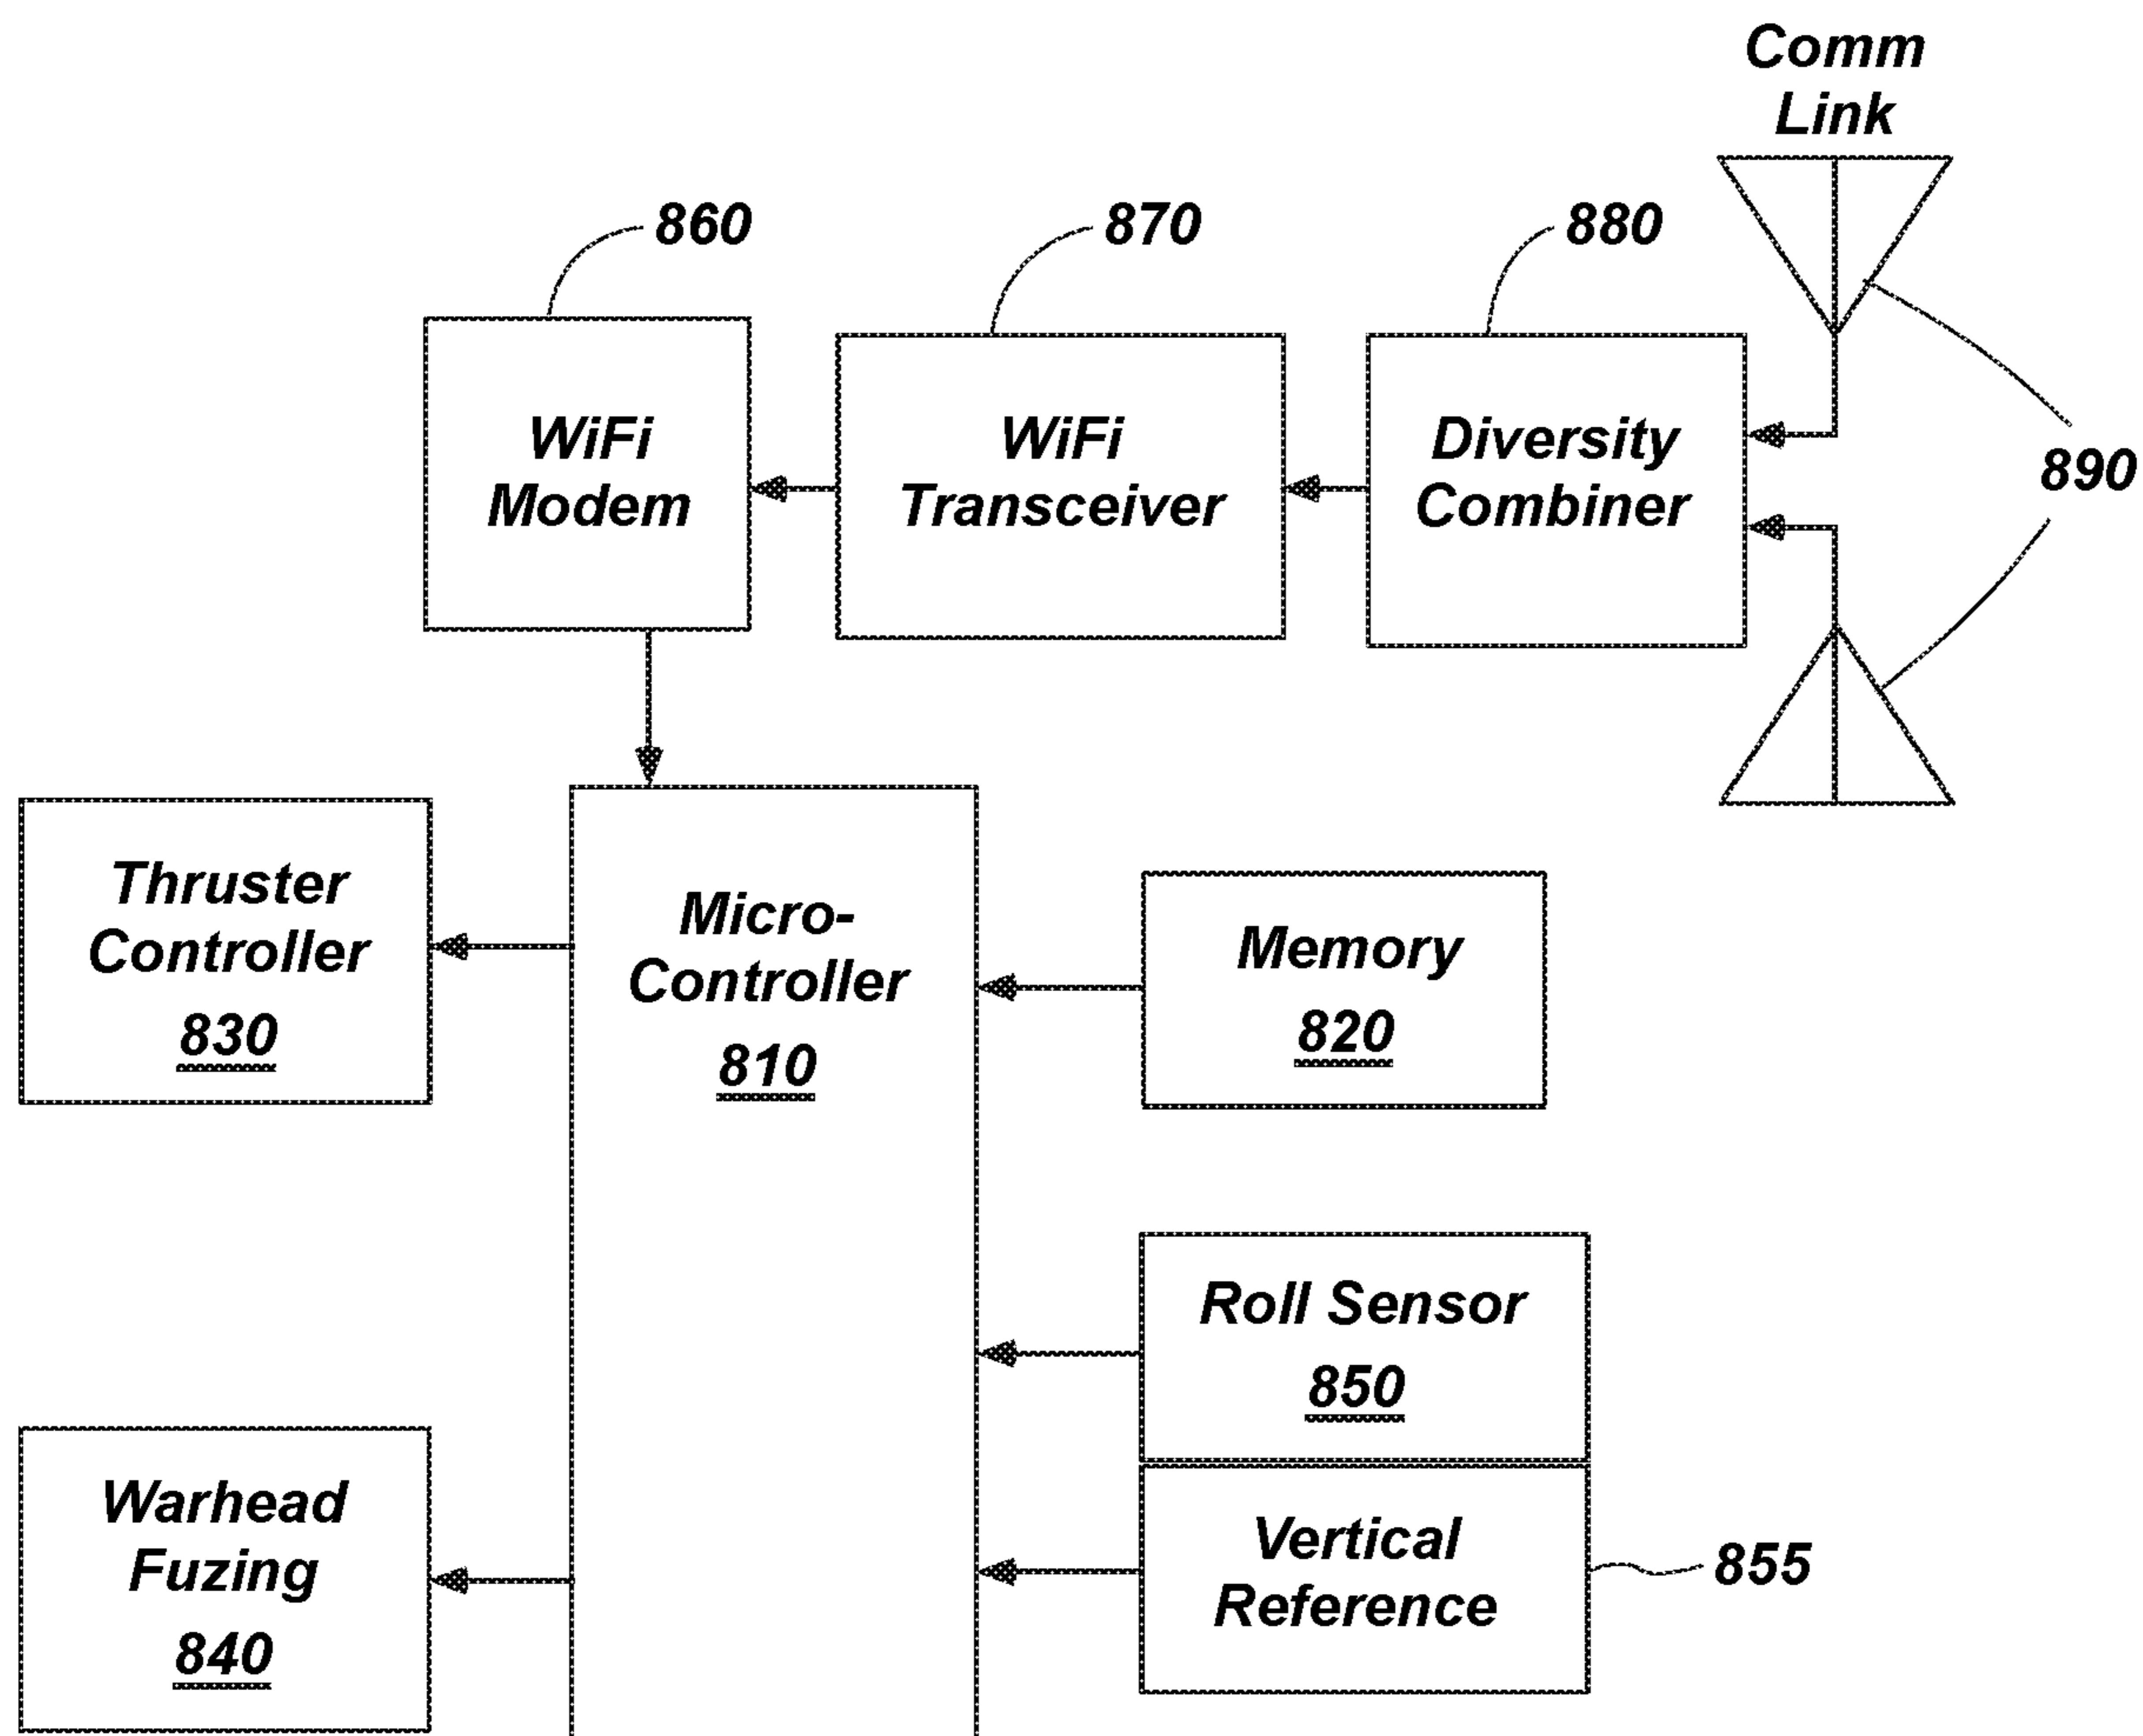 Comm
Link
860
870
880
WiFi
Modem
WiFi
Transceiver
Diversity
Combiner
890
Thruster
Controller
830
Micro-
Controller
810
Memory
820
Roll Sensor
850
Warhead
Fuzing
840
Vertical
Reference
855